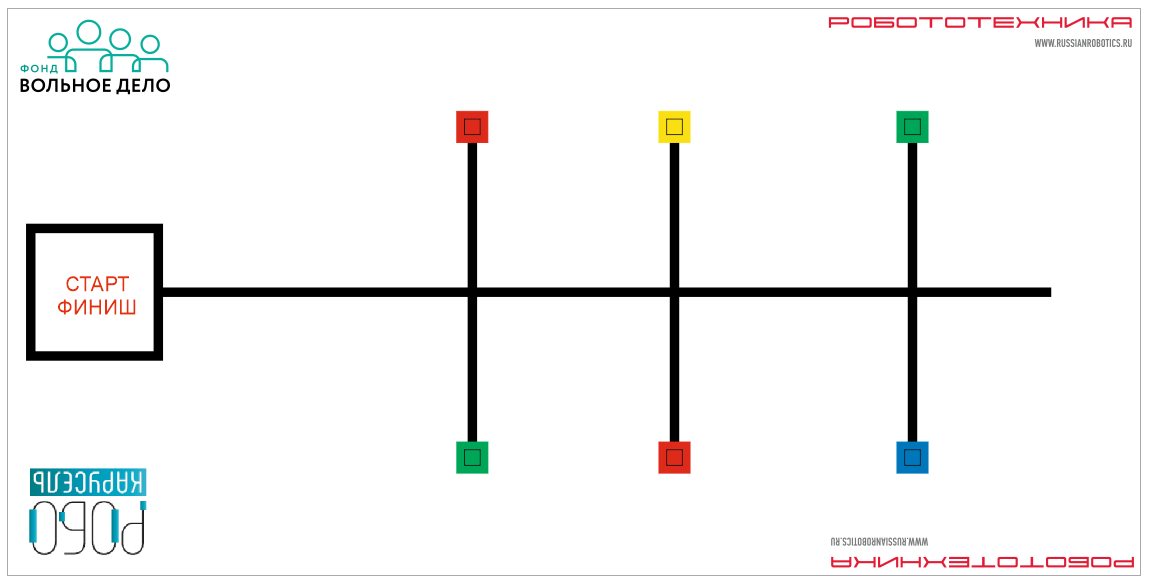 РОБОТОТЕХНИКА
WWW.RUSSIANROBOTICS.RU
ФОНД
ВОЛЬНОЕ ДЕЛО
СТАРТ
ФИНИШ
КАРУСЕЛЬ
РОБО
WWW.RUSSIANROBOTICS.RU
РОБОТОТЕХНИКА